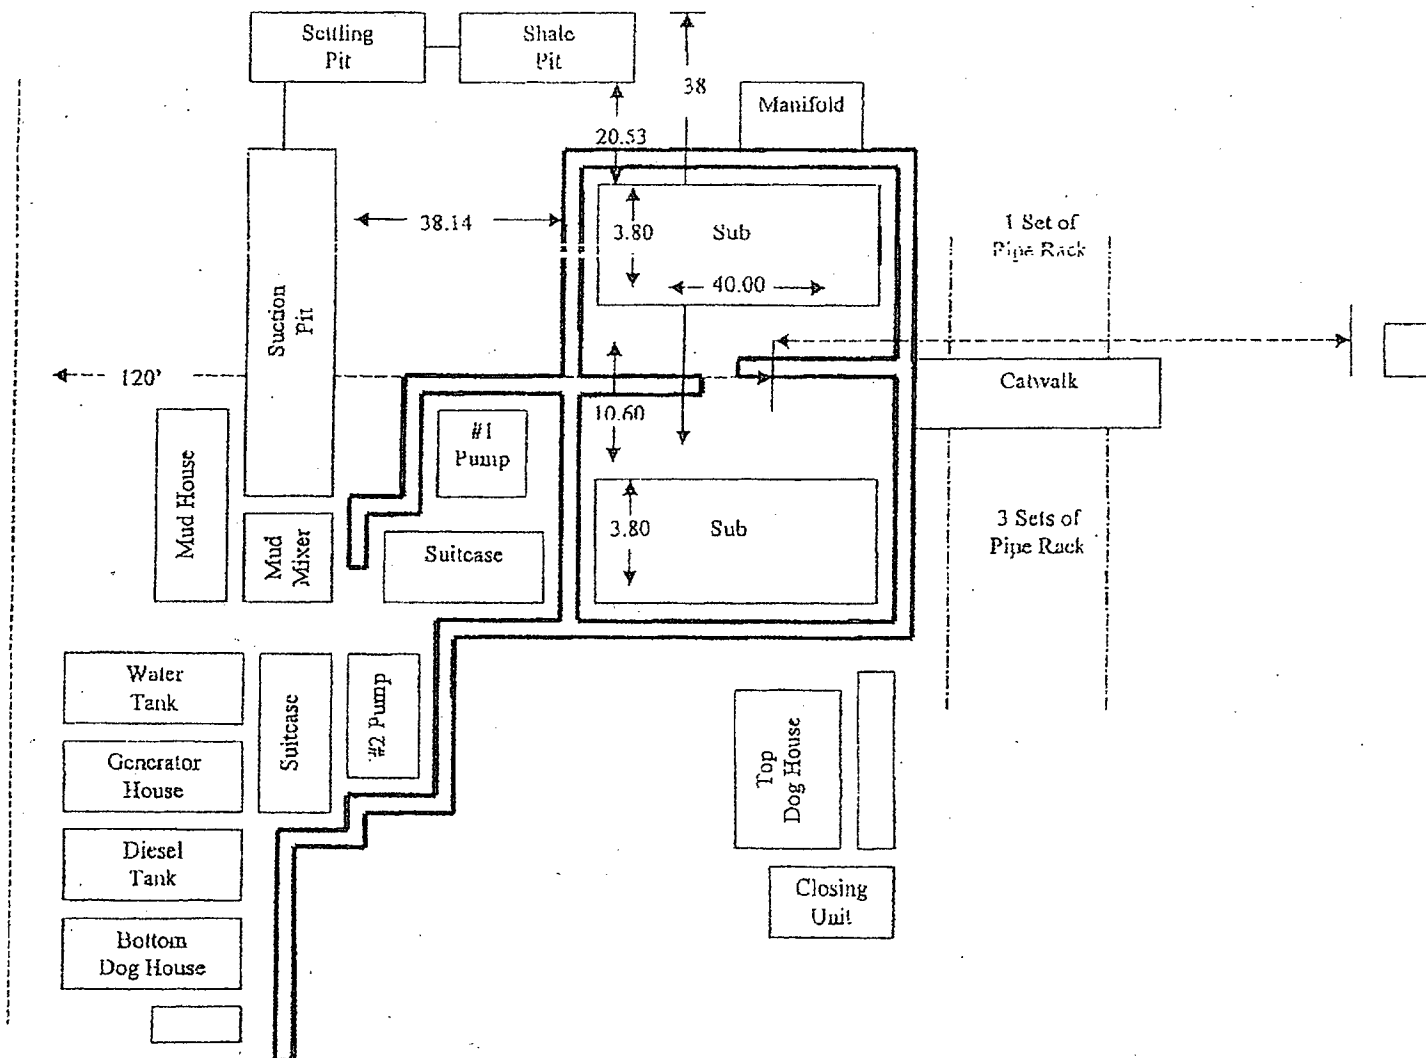 Settling
Pit
Shale
Pit
38
Manifold
20.53
38.14
3.80
Sub
40.00
1 Set of
Pipe Rack
Suction
Pit
120'
10.60
Catwalk
#1
Pump
Mud House
Mud
Mixer
Suitcase
3.80
Sub
3 Sets of
Pipe Rack
Water
Tank
Suitcase
#2 Pump
Generator
House
Top
Dog House
Diesel
Tank
Closing
Unit
Bottom
Dog House